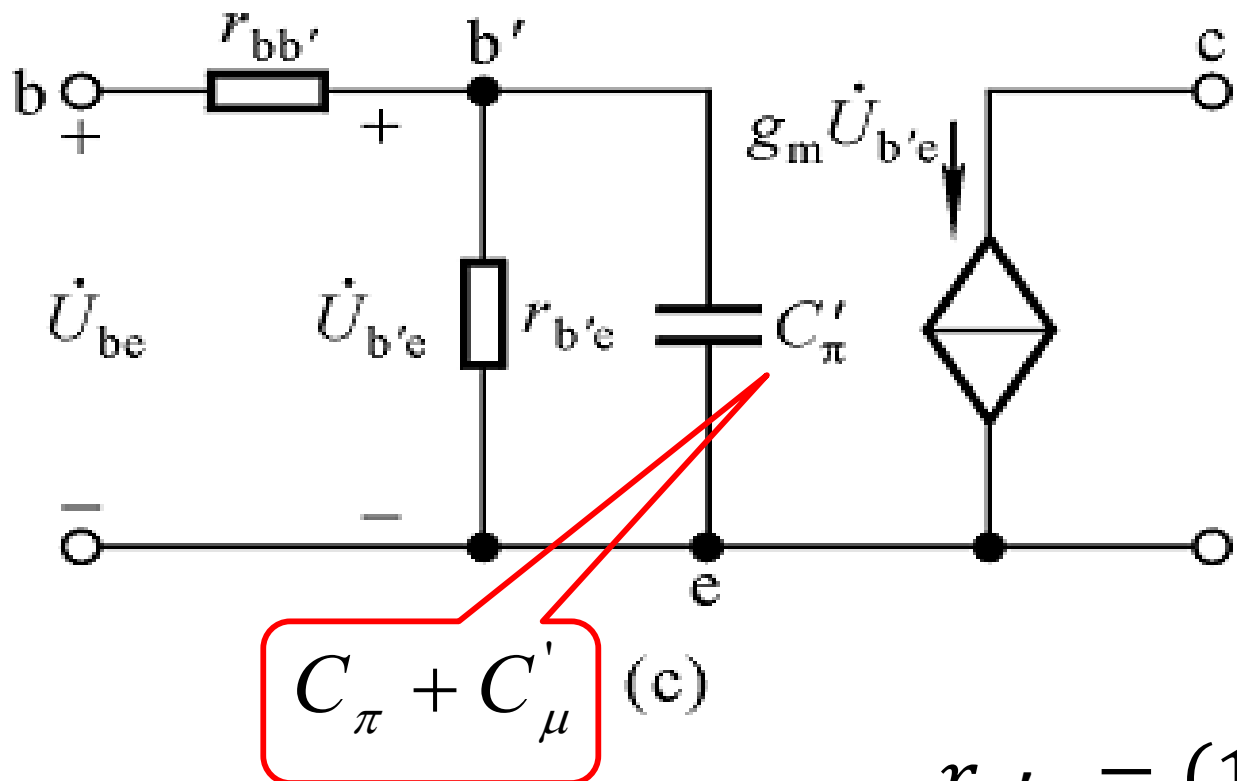 r_bb′ b′ c
b
+ + g_m U̇_b′e
U̇_be U̇_b′e r_b′e C′_π
− −
e
C_π + C'_μ (c)